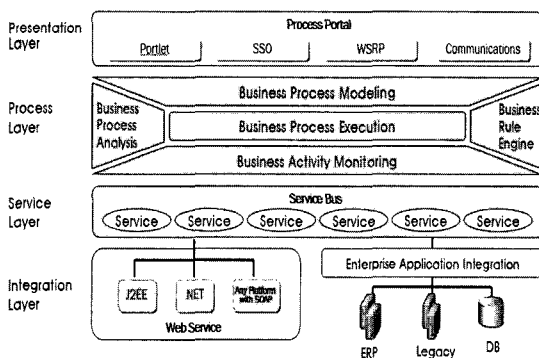 Presentation
Layer
Process Portal
Portlet
SSO
WSRP
Communications
Process
Layer
Business
Process
Analysis
Business Process Modeling
Business Process Execution
Business Activity Monitoring
Business
Rule
Engine
Service
Layer
Service Bus
Service
Service
Service
Service
Service
Service
Integration
Layer
J2EE
.NET
Any Platform
with SOAP
Web Service
Enterprise Application Integration
ERP
Legacy
DB